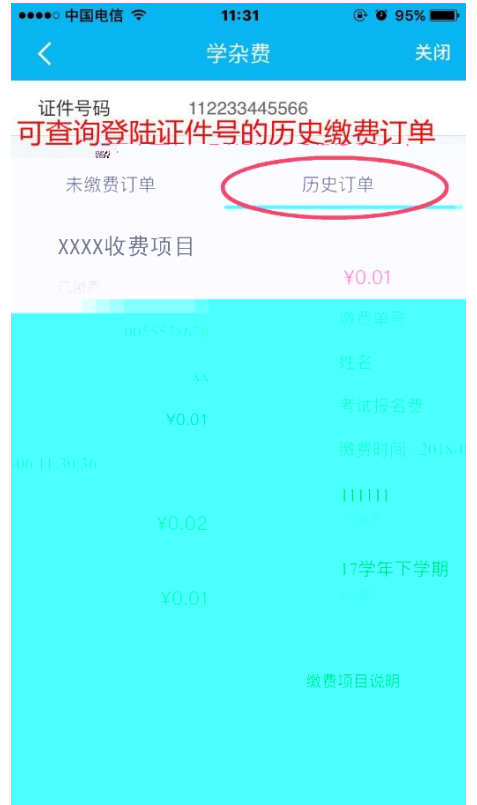 中国电信 11:31 95%
学杂费 关闭
证件号码 112233445566
可查询登陆证件号的历史缴费订单
未缴费订单 历史订单
XXXX收费项目
¥0.01
已缴费
缴费单号
xx 姓名
¥0.01 考试报名费
缴费时间：2018-0
-06 11:30:36
111111
¥0.02
17学年下学期
¥0.01
缴费项目说明